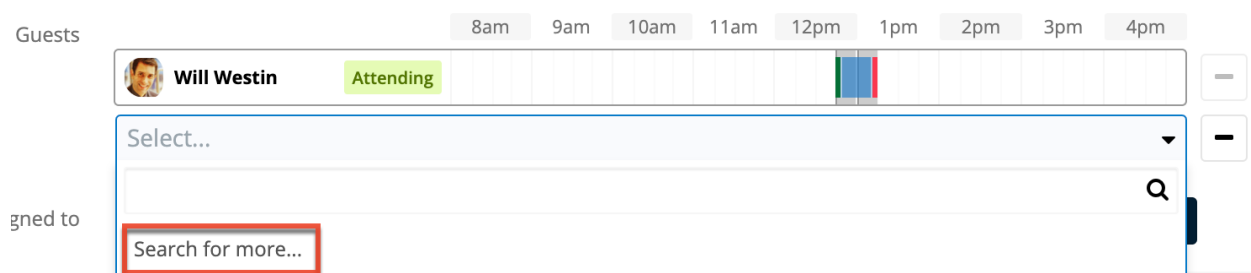 Guests
8am 9am 10am 11am 12pm 1pm 2pm 3pm 4pm
Will Westin Attending
Select...
gned to
Search for more...